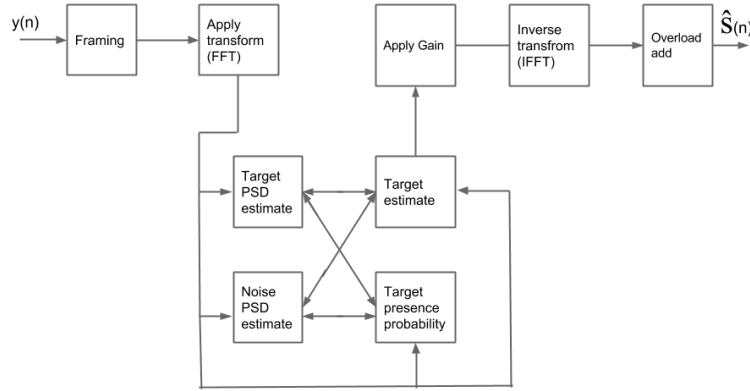 y(n)
Framing
Apply
transform
(FFT)
Apply Gain
Inverse
transfrom
(IFFT)
Overload
add
Ŝ(n)
Target
PSD
estimate
Target
estimate
Noise
PSD
estimate
Target
presence
probability